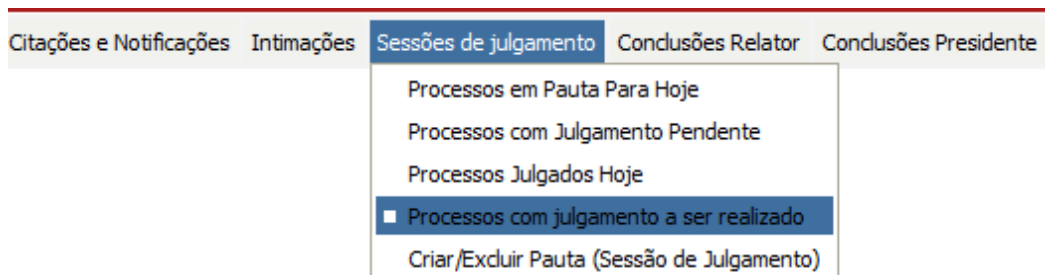 Citações e Notificações Intimações Sessões de julgamento Conclusões Relator Conclusões Presidente
Processos em Pauta Para Hoje
Processos com Julgamento Pendente
Processos Julgados Hoje
Processos com julgamento a ser realizado
Criar/Excluir Pauta (Sessão de Julgamento)